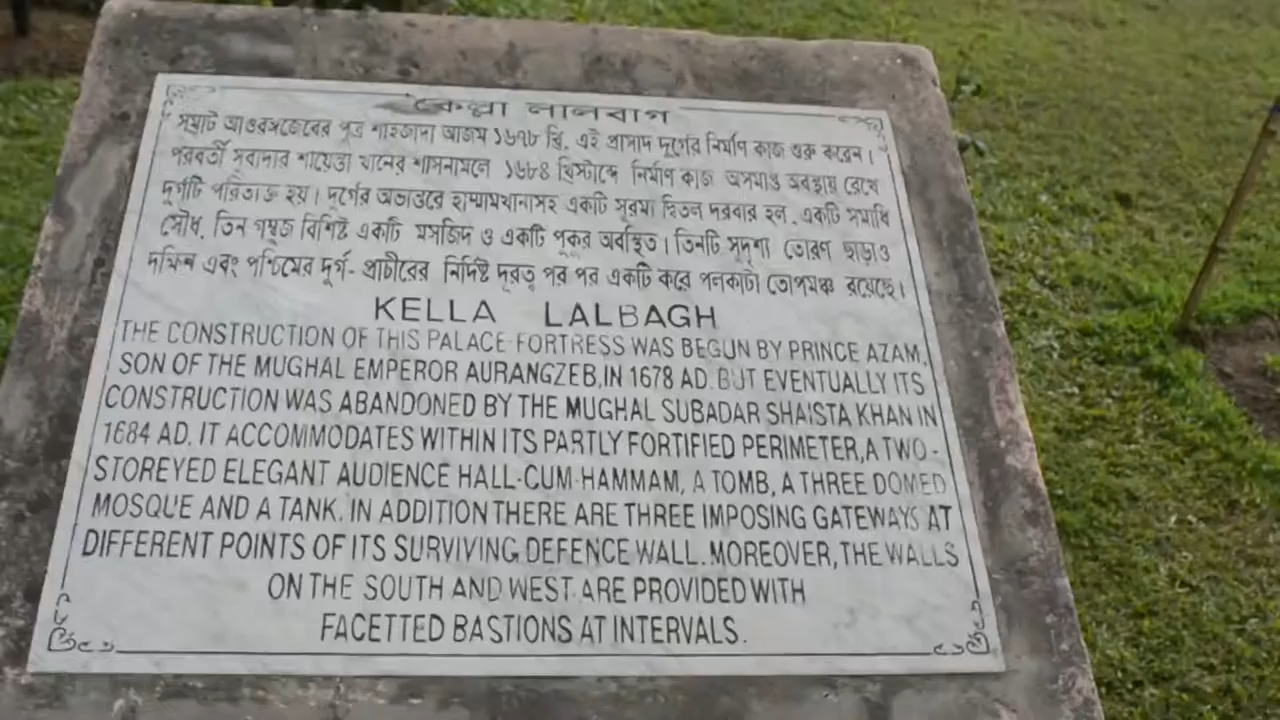 কেল্লা লালবাগ
সম্রাট আওরঙ্গজেবের পুত্র শাহজাদা আজম ১৬৭৮ খ্রি. এই প্রাসাদ দুর্গের নির্মাণ কাজ শুরু করেন।
পরবর্তী সুবাদার শায়েস্তা খানের শাসনামলে ১৬৮৪ খ্রিস্টাব্দে নির্মাণ কাজ অসমাপ্ত অবস্থায় রেখে
দুর্গটি পরিত্যক্ত হয়। দুর্গের অভ্যন্তরে হাম্মামখানাসহ একটি সুরম্য দ্বিতল দরবার হল, একটি সমাধি
সৌধ, তিন গম্বুজ বিশিষ্ট একটি মসজিদ ও একটি পুকুর অবস্থিত। তিনটি সুদৃশ্য তোরণ ছাড়াও
দক্ষিণ এবং পশ্চিমের দুর্গ-প্রাচীরের নির্দিষ্ট দূরত্ব পর পর একটি করে পলকাটা তোপমঞ্চ রয়েছে।
KELLA LALBAGH
THE CONSTRUCTION OF THIS PALACE FORTRESS WAS BEGUN BY PRINCE AZAM,
SON OF THE MUGHAL EMPEROR AURANGZEB, IN 1678 AD. BUT EVENTUALLY ITS
CONSTRUCTION WAS ABANDONED BY THE MUGHAL SUBADAR SHAISTA KHAN IN
1684 AD. IT ACCOMMODATES WITHIN ITS PARTLY FORTIFIED PERIMETER, A TWO-
STOREYED ELEGANT AUDIENCE HALL-CUM-HAMMAM, A TOMB, A THREE DOMED
MOSQUE AND A TANK. IN ADDITION THERE ARE THREE IMPOSING GATEWAYS AT
DIFFERENT POINTS OF ITS SURVIVING DEFENCE WALL. MOREOVER, THE WALLS
ON THE SOUTH AND WEST ARE PROVIDED WITH
FACETTED BASTIONS AT INTERVALS.